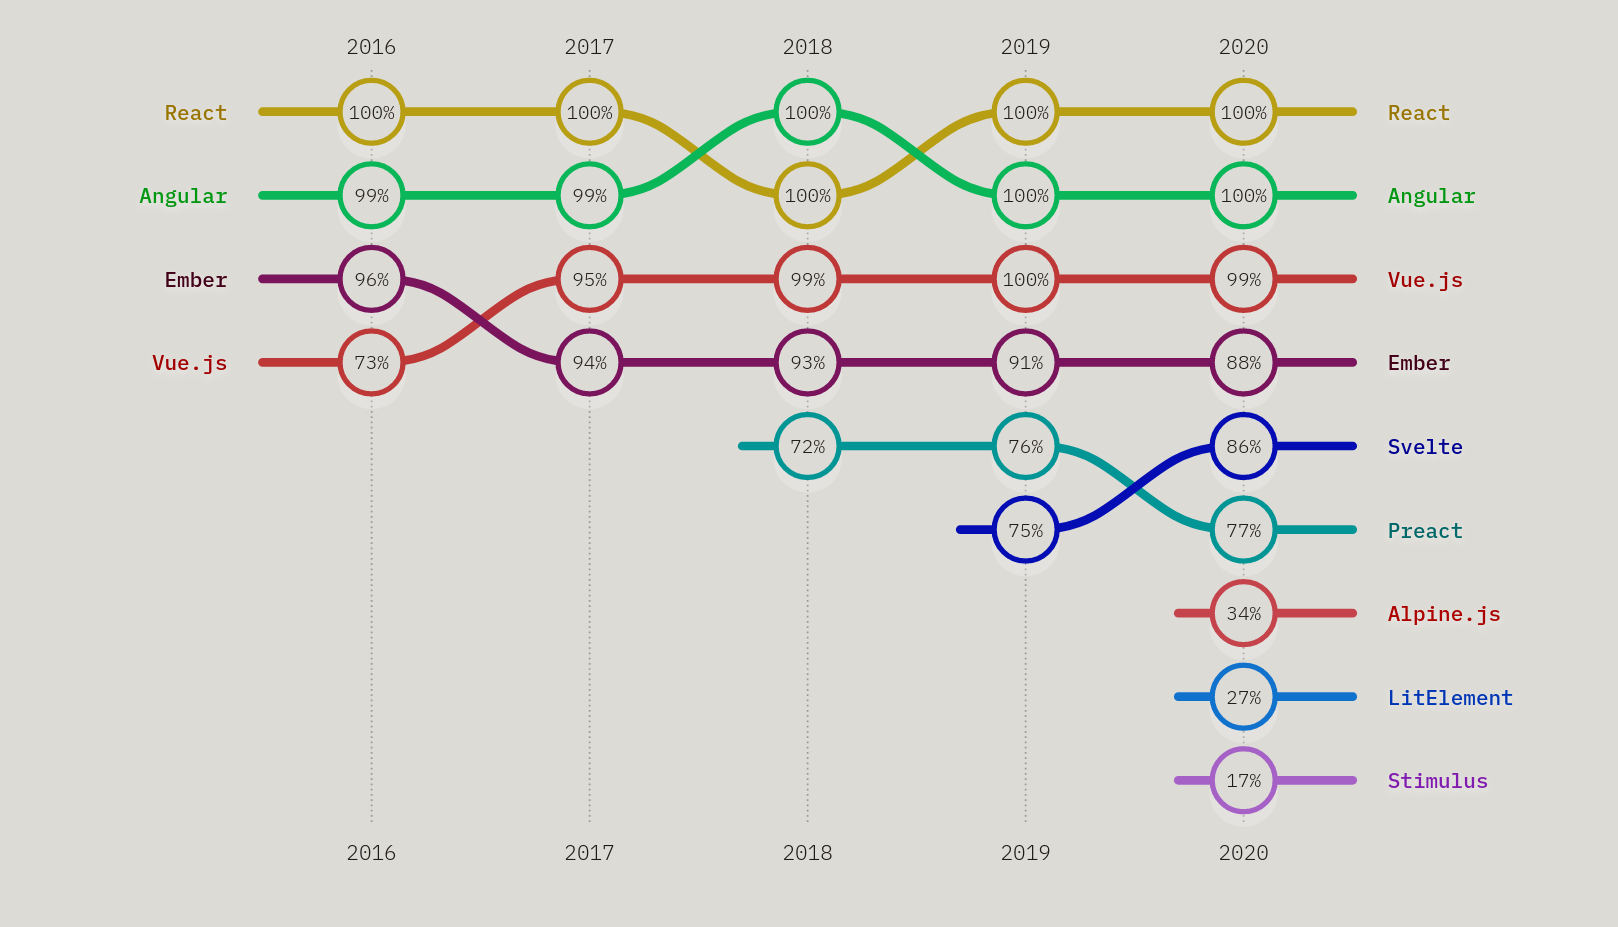 2016 2017 2018 2019 2020
React 100% 100% 100% 100% 100% React
Angular 99% 99% 100% 100% 100% Angular
Ember 96% 95% 99% 100% 99% Vue.js
Vue.js 73% 94% 93% 91% 88% Ember
72% 76% 86% Svelte
75% 77% Preact
34% Alpine.js
27% LitElement
17% Stimulus
2016 2017 2018 2019 2020